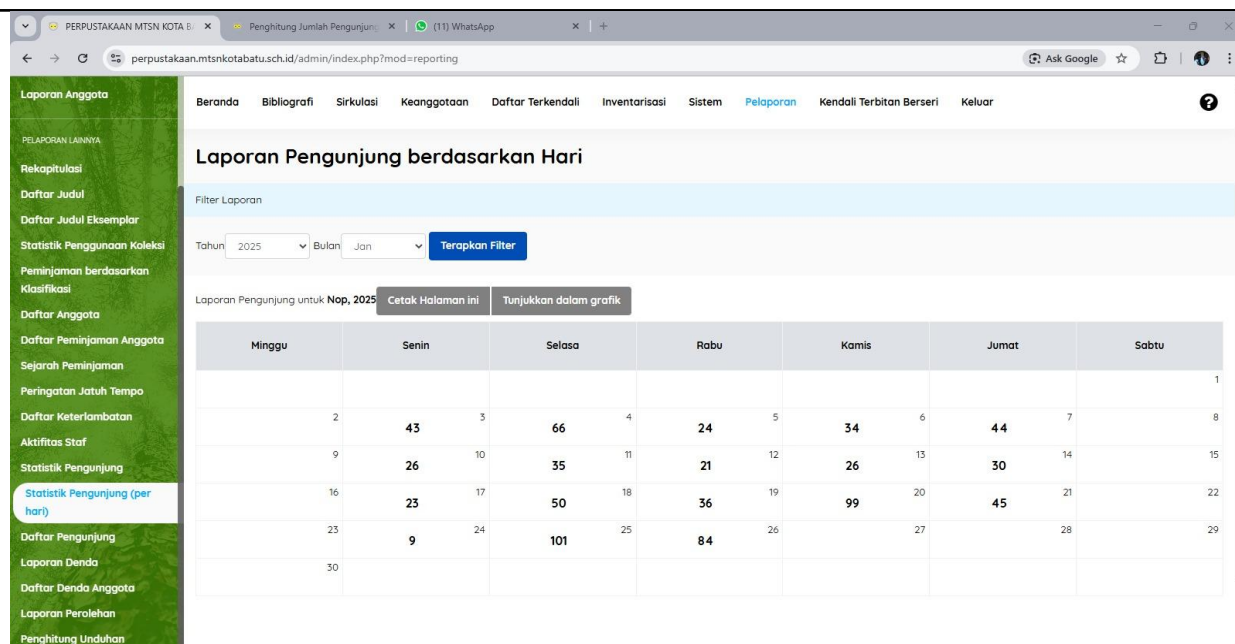 PERPUSTAKAAN MTSN KOTA B
Penghitung Jumlah Pengunjung
(11) WhatsApp
perpustakaan.mtsnkotabatu.sch.id/admin/index.php?mod=reporting
Ask Google
Laporan Anggota
PELAPORAN LAINNYA
Rekapitulasi
Daftar Judul
Daftar Judul Eksemplar
Statistik Penggunaan Koleksi
Peminjaman berdasarkan
Klasifikasi
Daftar Anggota
Daftar Peminjaman Anggota
Sejarah Peminjaman
Peringatan Jatuh Tempo
Daftar Keterlambatan
Aktifitas Staf
Statistik Pengunjung
Statistik Pengunjung (per
hari)
Daftar Pengunjung
Laporan Denda
Daftar Denda Anggota
Laporan Perolehan
Penghitung Unduhan
Beranda Bibliografi Sirkulasi Keanggotaan Daftar Terkendali Inventarisasi Sistem Pelaporan Kendali Terbitan Berseri Keluar
Laporan Pengunjung berdasarkan Hari
Filter Laporan
Tahun 2025 Bulan Jan Terapkan Filter
Laporan Pengunjung untuk Nop, 2025 Cetak Halaman ini Tunjukkan dalam grafik
Minggu Senin Selasa Rabu Kamis Jumat Sabtu
1
2 43 3 66 4 24 5 34 6 44 7 8
9 26 10 35 11 21 12 26 13 30 14 15
16 23 17 50 18 36 19 99 20 45 21 22
23 9 24 101 25 84 26 27 28 29
30